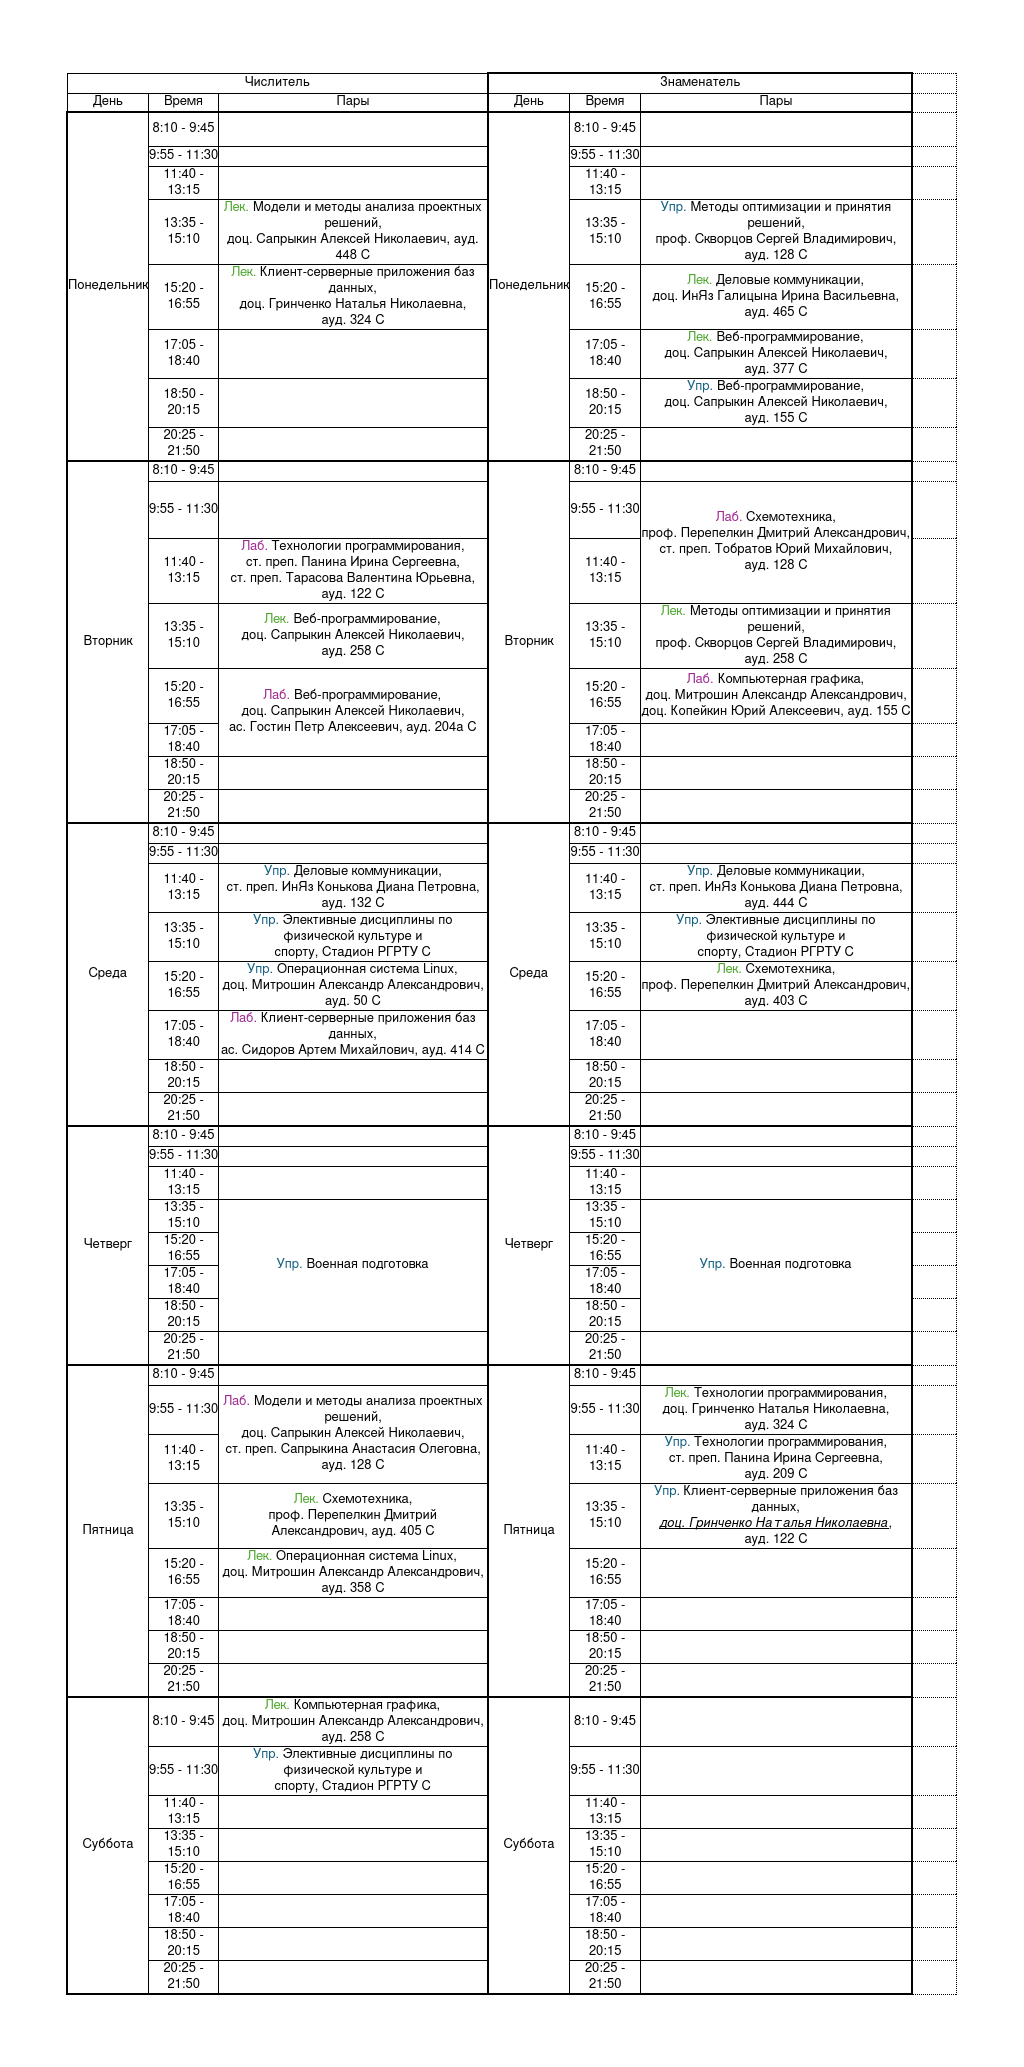 Числитель
Знаменатель
День
Время
Пары
День
Время
Пары
Понедельник
8:10 - 9:45
9:55 - 11:30
11:40 -
13:15
13:35 -
15:10
Лек. Модели и методы анализа проектных
решений,
доц. Сапрыкин Алексей Николаевич, ауд.
448 С
15:20 -
16:55
Лек. Клиент-серверные приложения баз
данных,
доц. Гринченко Наталья Николаевна,
ауд. 324 С
17:05 -
18:40
18:50 -
20:15
20:25 -
21:50
Понедельник
8:10 - 9:45
9:55 - 11:30
11:40 -
13:15
13:35 -
15:10
Упр. Методы оптимизации и принятия
решений,
проф. Скворцов Сергей Владимирович,
ауд. 128 С
15:20 -
16:55
Лек. Деловые коммуникации,
доц. ИнЯз Галицына Ирина Васильевна,
ауд. 465 С
17:05 -
18:40
Лек. Веб-программирование,
доц. Сапрыкин Алексей Николаевич,
ауд. 377 С
18:50 -
20:15
Упр. Веб-программирование,
доц. Сапрыкин Алексей Николаевич,
ауд. 155 С
20:25 -
21:50
Вторник
8:10 - 9:45
9:55 - 11:30
11:40 -
13:15
Лаб. Технологии программирования,
ст. преп. Панина Ирина Сергеевна,
ст. преп. Тарасова Валентина Юрьевна,
ауд. 122 С
13:35 -
15:10
Лек. Веб-программирование,
доц. Сапрыкин Алексей Николаевич,
ауд. 258 С
15:20 -
16:55
17:05 -
18:40
Лаб. Веб-программирование,
доц. Сапрыкин Алексей Николаевич,
ас. Гостин Петр Алексеевич, ауд. 204а С
18:50 -
20:15
20:25 -
21:50
Вторник
8:10 - 9:45
9:55 - 11:30
11:40 -
13:15
Лаб. Схемотехника,
проф. Перепелкин Дмитрий Александрович,
ст. преп. Тобратов Юрий Михайлович,
ауд. 128 С
13:35 -
15:10
Лек. Методы оптимизации и принятия
решений,
проф. Скворцов Сергей Владимирович,
ауд. 258 С
15:20 -
16:55
Лаб. Компьютерная графика,
доц. Митрошин Александр Александрович,
доц. Копейкин Юрий Алексеевич, ауд. 155 С
17:05 -
18:40
18:50 -
20:15
20:25 -
21:50
Среда
8:10 - 9:45
9:55 - 11:30
11:40 -
13:15
Упр. Деловые коммуникации,
ст. преп. ИнЯз Конькова Диана Петровна,
ауд. 132 С
13:35 -
15:10
Упр. Элективные дисциплины по
физической культуре и
спорту, Стадион РГРТУ С
15:20 -
16:55
Упр. Операционная система Linux,
доц. Митрошин Александр Александрович,
ауд. 50 С
17:05 -
18:40
Лаб. Клиент-серверные приложения баз
данных,
ас. Сидоров Артем Михайлович, ауд. 414 С
18:50 -
20:15
20:25 -
21:50
Среда
8:10 - 9:45
9:55 - 11:30
11:40 -
13:15
Упр. Деловые коммуникации,
ст. преп. ИнЯз Конькова Диана Петровна,
ауд. 444 С
13:35 -
15:10
Упр. Элективные дисциплины по
физической культуре и
спорту, Стадион РГРТУ С
15:20 -
16:55
Лек. Схемотехника,
проф. Перепелкин Дмитрий Александрович,
ауд. 403 С
17:05 -
18:40
18:50 -
20:15
20:25 -
21:50
Четверг
8:10 - 9:45
9:55 - 11:30
11:40 -
13:15
13:35 -
15:10
15:20 -
16:55
17:05 -
18:40
18:50 -
20:15
Упр. Военная подготовка
20:25 -
21:50
Четверг
8:10 - 9:45
9:55 - 11:30
11:40 -
13:15
13:35 -
15:10
15:20 -
16:55
17:05 -
18:40
18:50 -
20:15
Упр. Военная подготовка
20:25 -
21:50
Пятница
8:10 - 9:45
9:55 - 11:30
11:40 -
13:15
Лаб. Модели и методы анализа проектных
решений,
доц. Сапрыкин Алексей Николаевич,
ст. преп. Сапрыкина Анастасия Олеговна,
ауд. 128 С
13:35 -
15:10
Лек. Схемотехника,
проф. Перепелкин Дмитрий
Александрович, ауд. 405 С
15:20 -
16:55
Лек. Операционная система Linux,
доц. Митрошин Александр Александрович,
ауд. 358 С
17:05 -
18:40
18:50 -
20:15
20:25 -
21:50
Пятница
8:10 - 9:45
9:55 - 11:30
Лек. Технологии программирования,
доц. Гринченко Наталья Николаевна,
ауд. 324 С
11:40 -
13:15
Упр. Технологии программирования,
ст. преп. Панина Ирина Сергеевна,
ауд. 209 С
13:35 -
15:10
Упр. Клиент-серверные приложения баз
данных,
доц. Гринченко Наталья Николаевна,
ауд. 122 С
15:20 -
16:55
17:05 -
18:40
18:50 -
20:15
20:25 -
21:50
Суббота
8:10 - 9:45
Лек. Компьютерная графика,
доц. Митрошин Александр Александрович,
ауд. 258 С
9:55 - 11:30
Упр. Элективные дисциплины по
физической культуре и
спорту, Стадион РГРТУ С
11:40 -
13:15
13:35 -
15:10
15:20 -
16:55
17:05 -
18:40
18:50 -
20:15
20:25 -
21:50
Суббота
8:10 - 9:45
9:55 - 11:30
11:40 -
13:15
13:35 -
15:10
15:20 -
16:55
17:05 -
18:40
18:50 -
20:15
20:25 -
21:50